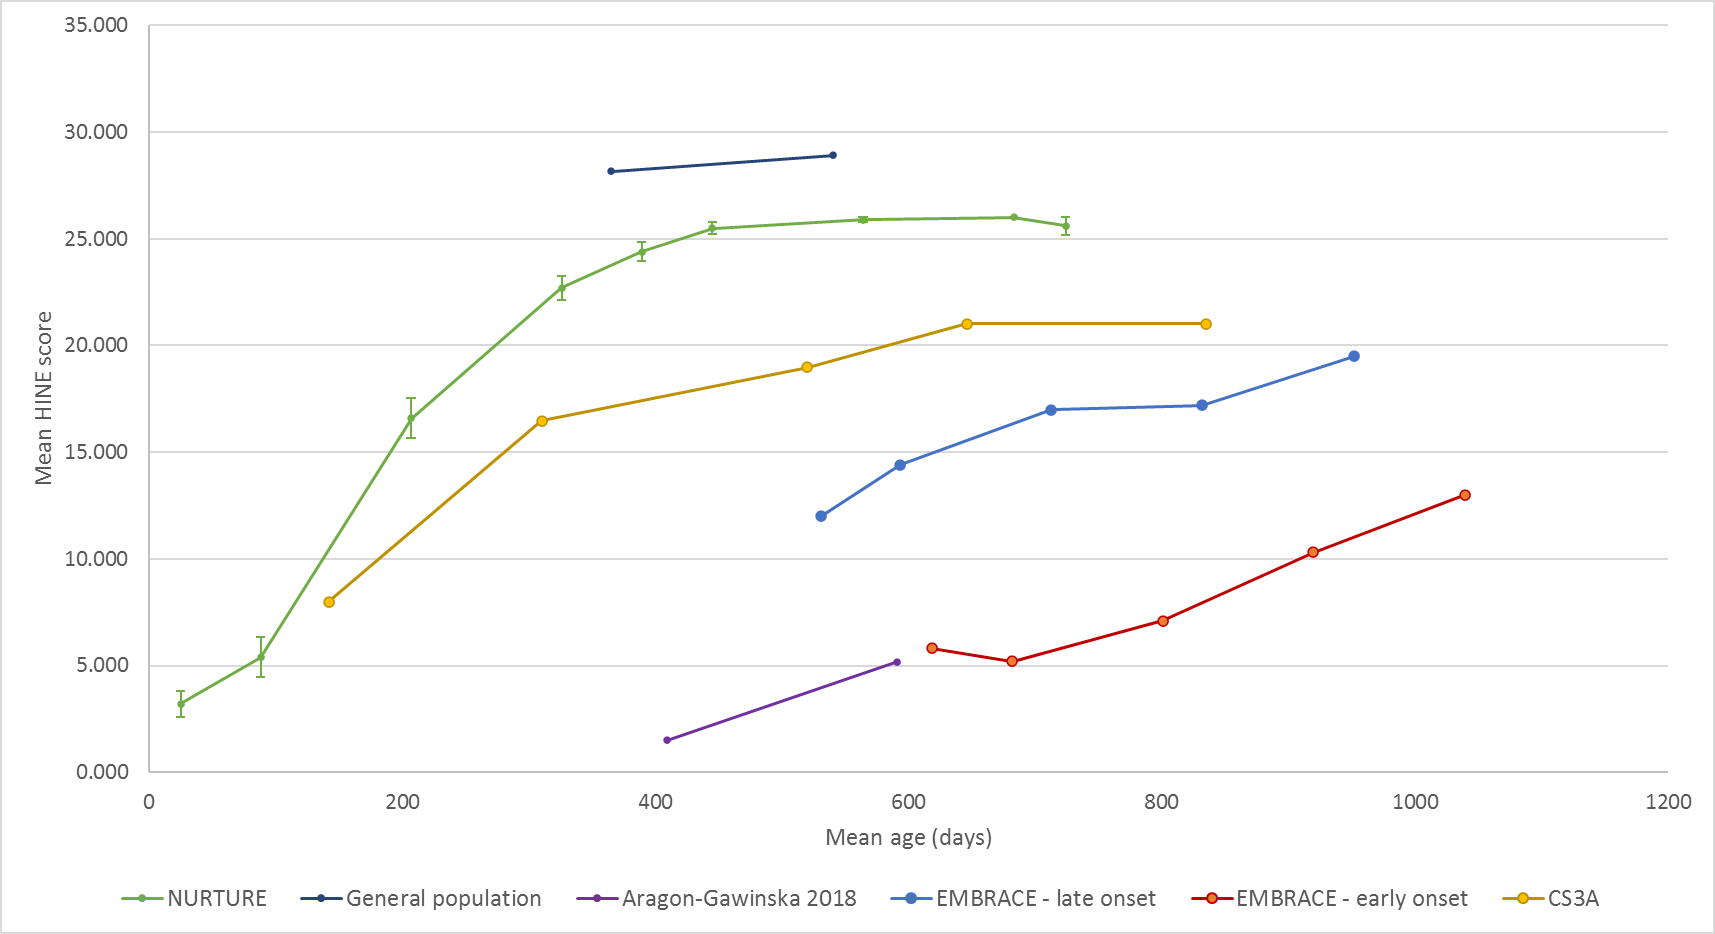 35.000
30.000
25.000
20.000
15.000
10.000
5.000
0.000
Mean HINE score
0 200 400 600 800 1000 1200
Mean age (days)
NURTURE General population Aragon-Gawinska 2018 EMBRACE - late onset EMBRACE - early onset CS3A